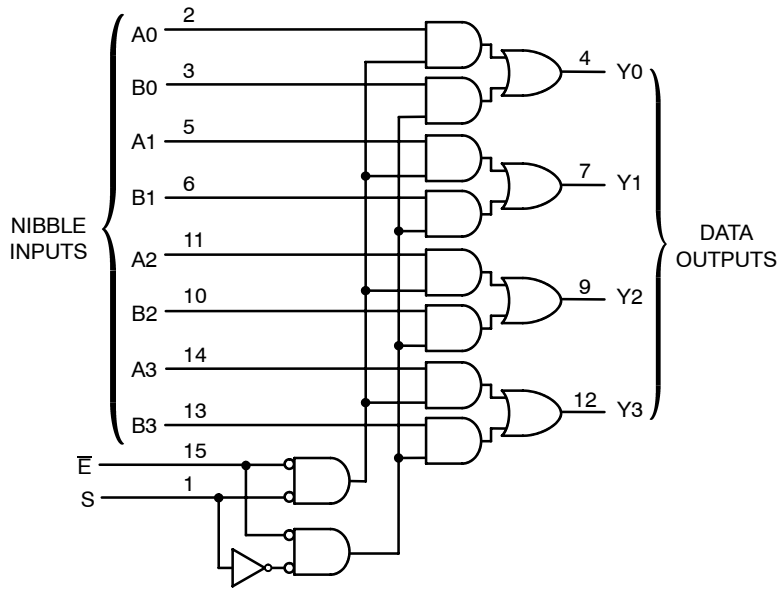 A0 2
B0 3
A1 5
B1 6
A2 11
B2 10
A3 14
B3 13
E̅ 15
S 1
NIBBLE
INPUTS
4 Y0
7 Y1
9 Y2
12 Y3
DATA
OUTPUTS